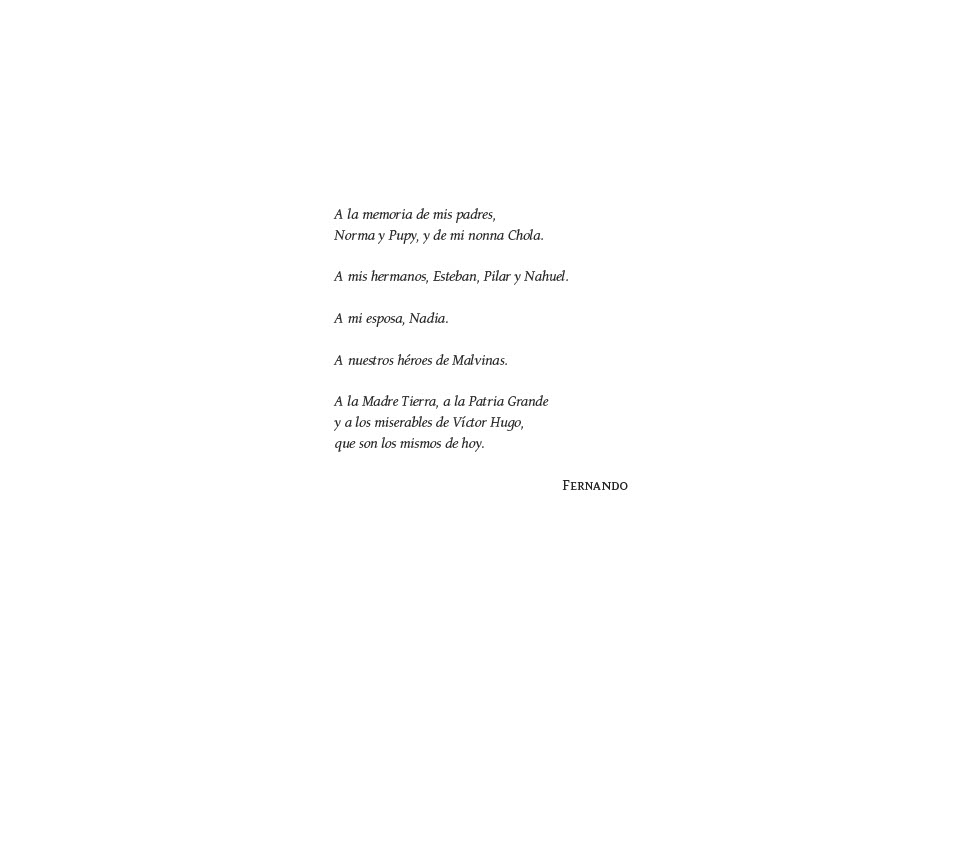 A la memoria de mis padres,
Norma y Pupy, y de mi nonna Chola.
A mis hermanos, Esteban, Pilar y Nahuel.
A mi esposa, Nadia.
A nuestros héroes de Malvinas.
A la Madre Tierra, a la Patria Grande
y a los miserables de Víctor Hugo,
que son los mismos de hoy.
Fernando